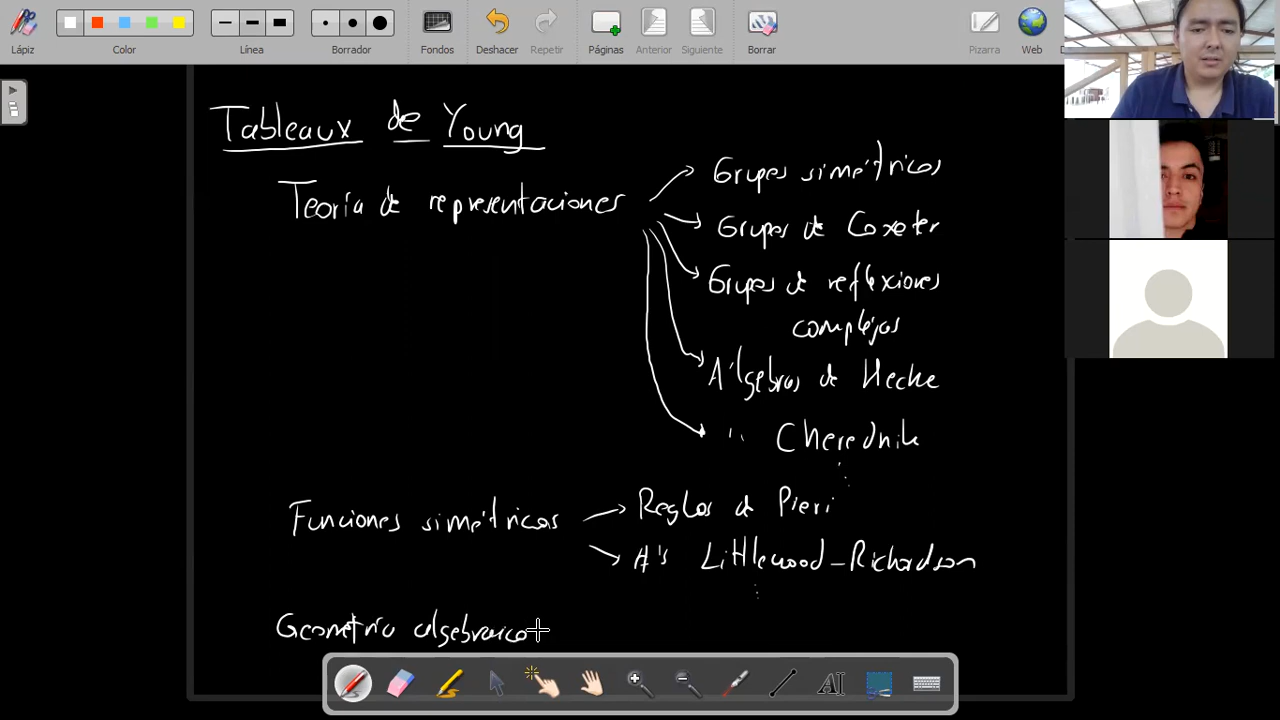 Lápiz Color Línea Borrador Fondos Deshacer Repetir Páginas Anterior Siguiente Borrar Pizarra Web
Tableaux de Young
Teoría de representaciones
Grupos simétricos
Grupos de Coxeter
Grupos de reflexiones
complejas
Álgebras de Hecke
" Cherednik
Funciones simétricas
Reglas de Pieri
Littlewood-Richardson
Geometría algebraica
AI